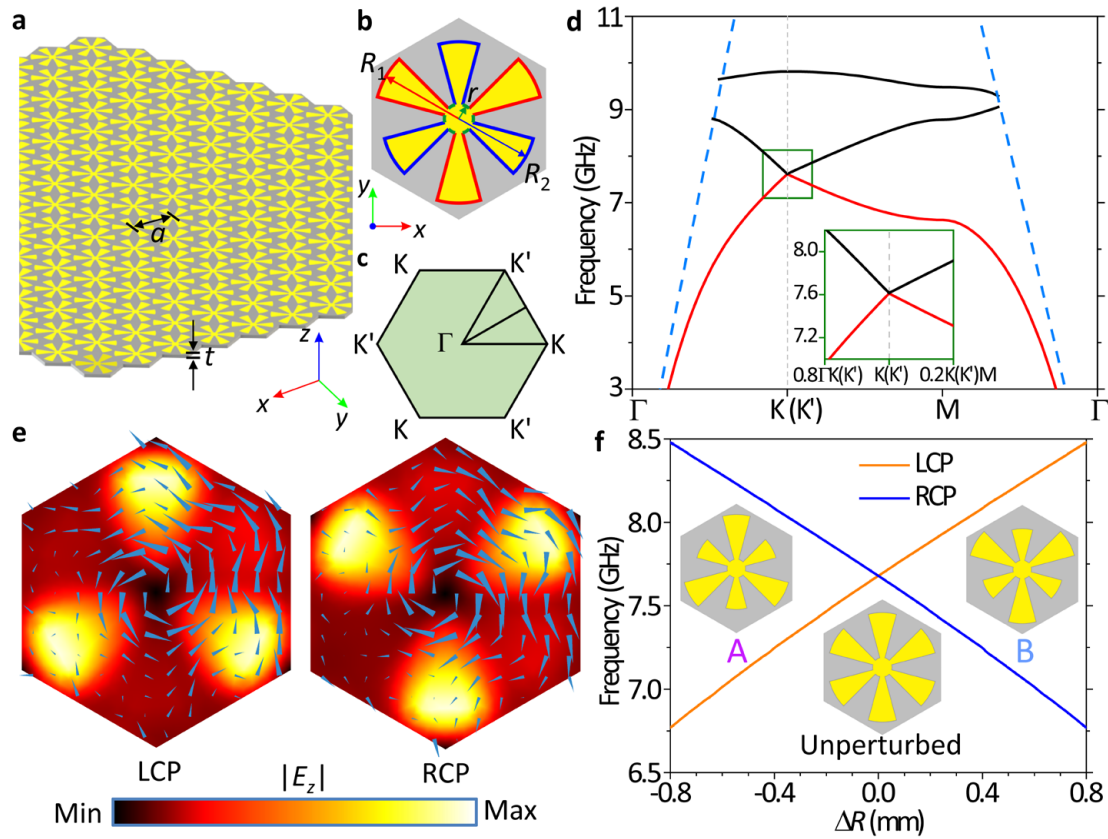 a
a
t
z
x
y
b
R1
r
R2
y
x
c
K
K'
K'
Γ
K
K
K'
d
Frequency (GHz)
11
9
7
5
3
Γ
K (K')
M
Γ
8.0
7.6
7.2
0.8ΓK(K')
K(K')
0.2K(K')M
e
LCP
RCP
|Ez|
Min
Max
f
Frequency (GHz)
8.5
8.0
7.5
7.0
6.5
LCP
RCP
A
B
Unperturbed
-0.8
-0.4
0.0
0.4
0.8
ΔR (mm)